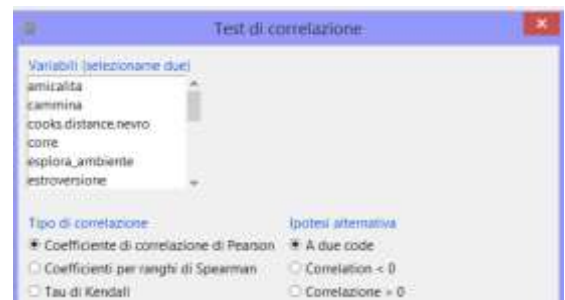 Test di correlazione
Variabili (selezioname due)
amicalita
cammina
cooks.distance.nevro
corre
esplora_ambiente
estroversione
Tipo di correlazione
Ipotesi alternativa
Coefficiente di correlazione di Pearson
A due code
Coefficienti per ranghi di Spearman
Correlation < 0
Tau di Kendall
Correlazione > 0